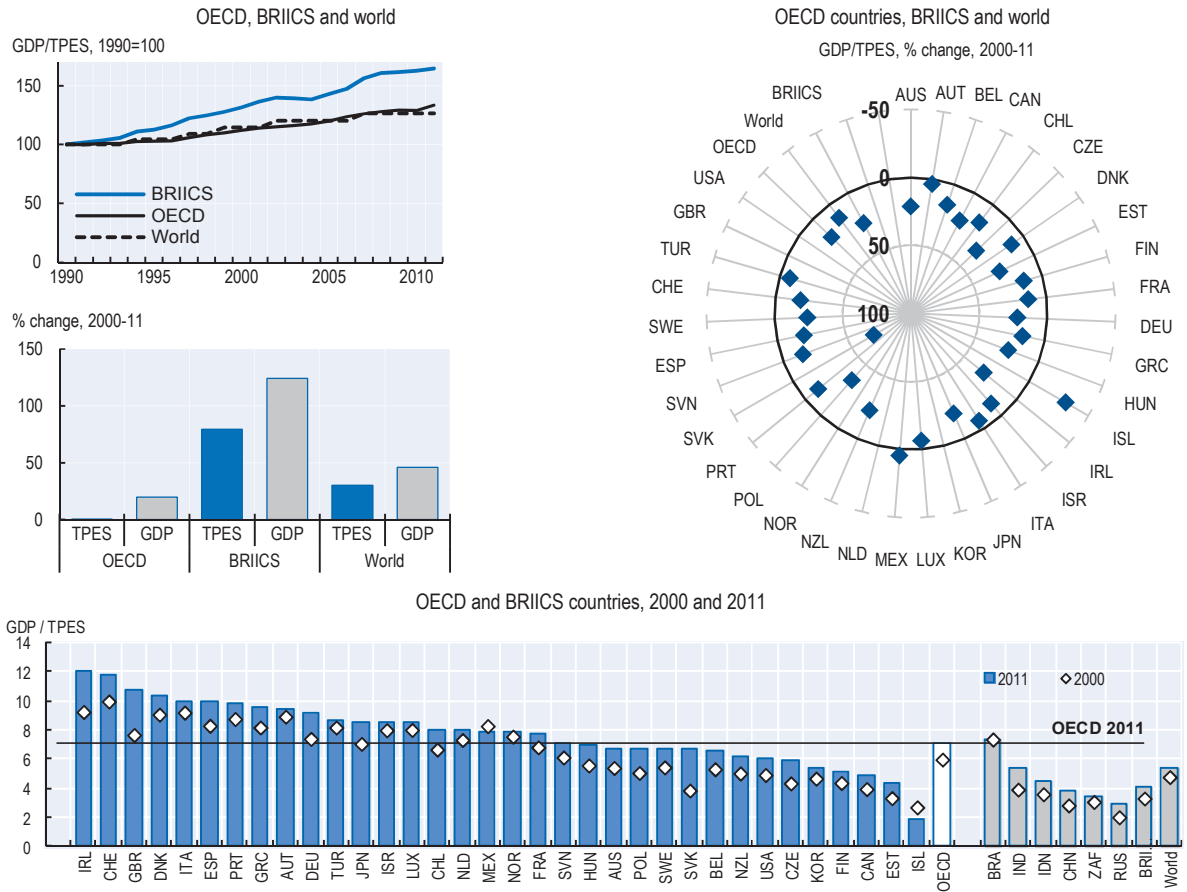 OECD, BRIICS and world
GDP/TPES, 1990=100
150
100
50
0
BRIICS
OECD
World
1990 1995 2000 2005 2010
% change, 2000-11
150
100
50
0
TPES GDP TPES GDP TPES GDP
OECD BRIICS World
OECD countries, BRIICS and world
GDP/TPES, % change, 2000-11
-50
0
50
100
AUS
AUT
BEL
CAN
CHL
CZE
DNK
EST
FIN
FRA
DEU
GRC
HUN
ISL
IRL
ISR
ITA
JPN
KOR
LUX
MEX
NLD
NZL
NOR
POL
PRT
SVK
SVN
ESP
SWE
CHE
TUR
GBR
USA
OECD
World
BRIICS
OECD and BRIICS countries, 2000 and 2011
GDP / TPES
14
12
10
8
6
4
2
0
2011 2000
OECD 2011
IRL CHE GBR DNK ITA ESP PRT GRC AUT DEU TUR JPN ISR LUX CHL NLD MEX NOR FRA SVN HUN AUS POL SWE SVK BEL NZL USA CZE KOR FIN CAN EST ISL OECD BRA IND IDN CHN ZAF RUS BRII. World